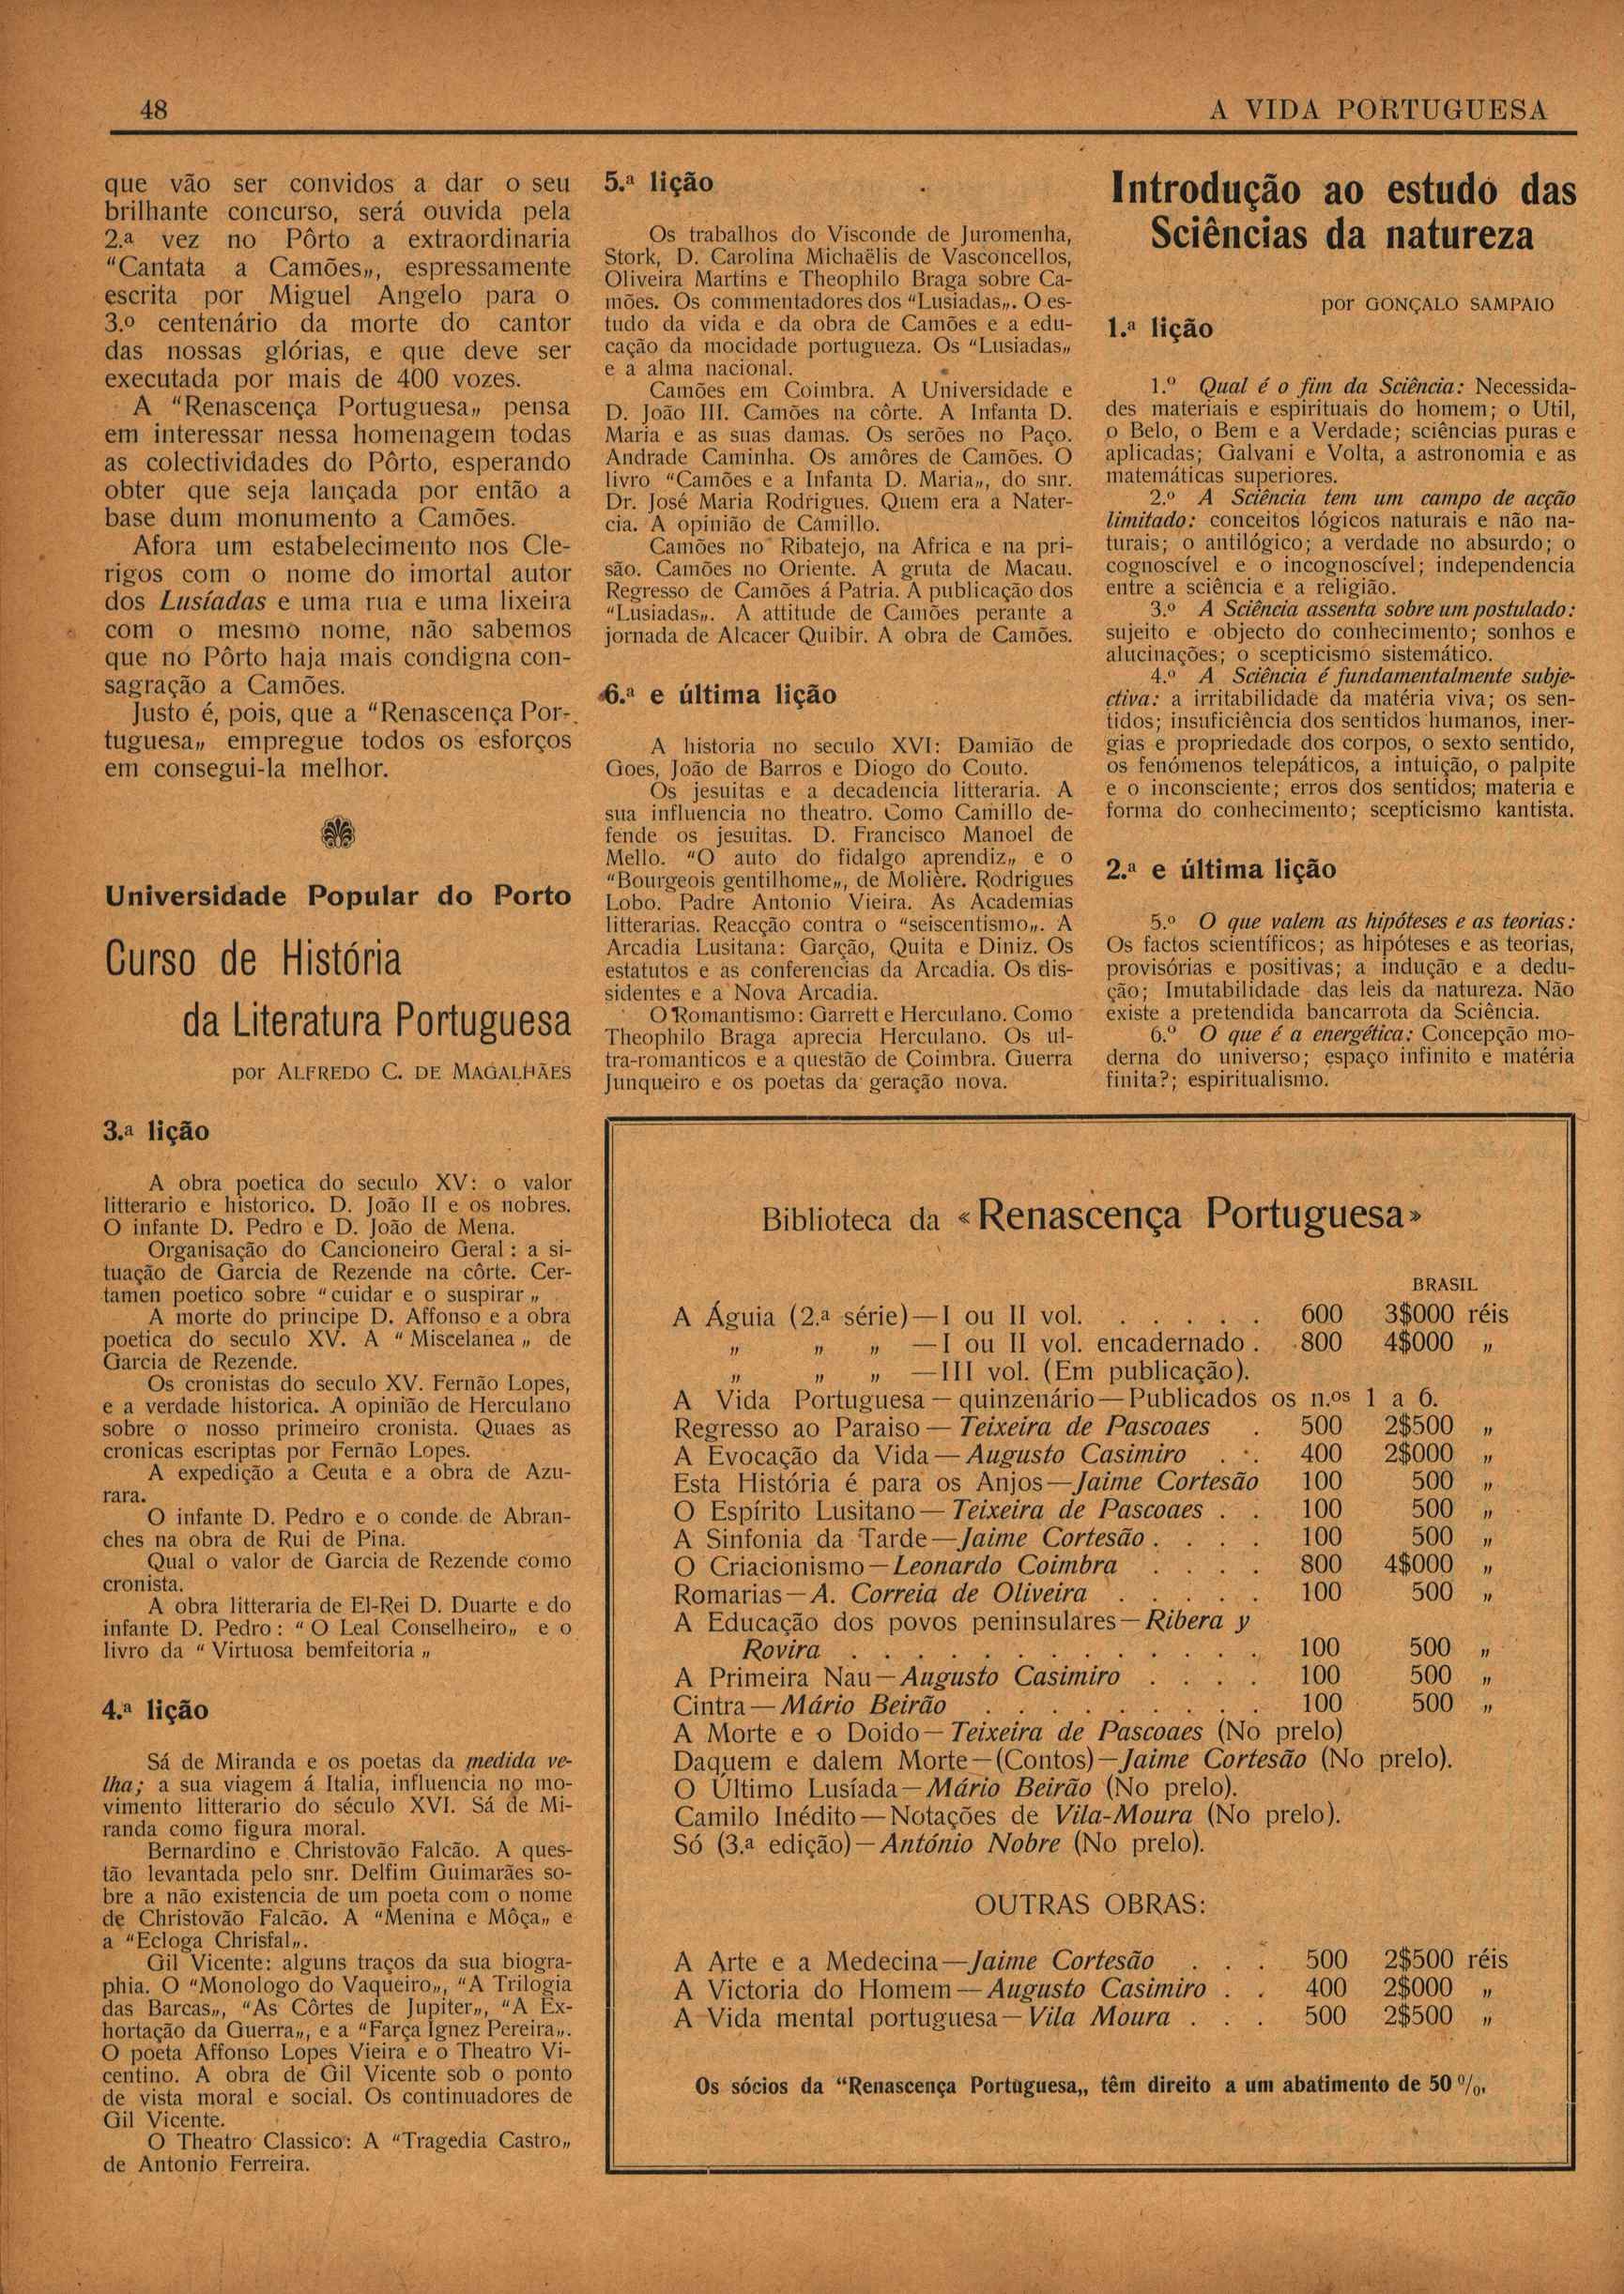 48
A VIDA PORTUGUESA
que vão ser convidos a dar o seu
brilhante concurso, será ouvida pela
2.ª vez no Pôrto a extraordinaria
"Cantata a Camões„, espressamente
escrita por Miguel Angelo para o
3.º centenário da morte do cantor
das nossas glórias, e que deve ser
executada por mais de 400 vozes.
A "Renascença Portuguesa„ pensa
em interessar nessa homenagem todas
as colectividades do Pôrto, esperando
obter que seja lançada por então a
base dum monumento a Camões.
Afora um estabelecimento nos Cle-
rigos com o nome do imortal autor
dos Lusíadas e uma rua e uma lixeira
com o mesmo nome, não sabemos
que no Pôrto haja mais condigna con-
sagração a Camões.
Justo é, pois, que a "Renascença Por-
tuguesa„ empregue todos os esforços
em consegui-la melhor.
Universidade Popular do Porto
Curso de História
da Literatura Portuguesa
por ALFREDO C. DE MAGALHÃES
3.ª lição
A obra poetica do seculo XV: o valor
litterario e historico. D. João II e os nobres.
O infante D. Pedro e D. João de Mena.
Organisação do Cancioneiro Geral: a si-
tuação de Garcia de Rezende na côrte. Cer-
tamen poetico sobre "cuidar e o suspirar„
A morte do principe D. Affonso e a obra
poetica do seculo XV. A "Miscelanea„ de
Garcia de Rezende.
Os cronistas do seculo XV. Fernão Lopes,
e a verdade historica. A opinião de Herculano
sobre o nosso primeiro cronista. Quaes as
cronicas escriptas por Fernão Lopes.
A expedição a Ceuta e a obra de Azu-
rara.
O infante D. Pedro e o conde de Abran-
ches na obra de Rui de Pina.
Qual o valor de Garcia de Rezende como
cronista.
A obra litteraria de El-Rei D. Duarte e do
infante D. Pedro: "O Leal Conselheiro„ e o
livro da "Virtuosa bemfeitoria„
4.ª lição
Sá de Miranda e os poetas da medida ve-
lha; a sua viagem á Italia, influencia no mo-
vimento litterario do século XVI. Sá de Mi-
randa como figura moral.
Bernardino e Christovão Falcão. A ques-
tão levantada pelo snr. Delfim Guimarães so-
bre a não existencia de um poeta com o nome
de Christovão Falcão. A "Menina e Môça„ e
a "Ecloga Chrisfal„.
Gil Vicente: alguns traços da sua biogra-
phia. O "Monologo do Vaqueiro„, "A Trilogia
das Barcas„, "As Côrtes de Jupiter„, "A Ex-
hortação da Guerra„, e a "Farça Ignez Pereira„.
O poeta Affonso Lopes Vieira e o Theatro Vi-
centino. A obra de Gil Vicente sob o ponto
de vista moral e social. Os continuadores de
Gil Vicente.
O Theatro Classico: A "Tragedia Castro„
de Antonio Ferreira.
5.ª lição
Os trabalhos do Visconde de Juromenha,
Stork, D. Carolina Michaëlis de Vasconcellos,
Oliveira Martins e Theophilo Braga sobre Ca-
mões. Os commentadores dos "Lusiadas„. O es-
tudo da vida e da obra de Camões e a edu-
cação da mocidade portugueza. Os "Lusiadas„
e a alma nacional.
Camões em Coimbra. A Universidade e
D. João III. Camões na côrte. A Infanta D.
Maria e as suas damas. Os serões no Paço.
Andrade Caminha. Os amôres de Camões. O
livro "Camões e a Infanta D. Maria„, do snr.
Dr. José Maria Rodrigues. Quem era a Nater-
cia. A opinião de Camillo.
Camões no Ribatejo, na Africa e na pri-
são. Camões no Oriente. A gruta de Macau.
Regresso de Camões á Patria. A publicação dos
"Lusiadas„. A attitude de Camões perante a
jornada de Alcacer Quibir. A obra de Camões.
6.ª e última lição
A historia no seculo XVI: Damião de
Goes, João de Barros e Diogo do Couto.
Os jesuitas e a decadencia litteraria. A
sua influencia no theatro. Como Camillo de-
fende os jesuitas. D. Francisco Manoel de
Mello. "O auto do fidalgo aprendiz„ e o
"Bourgeois gentilhome„, de Molière. Rodrigues
Lobo. Padre Antonio Vieira. As Academias
litterarias. Reacção contra o "seiscentismo„. A
Arcadia Lusitana: Garção, Quita e Diniz. Os
estatutos e as conferencias da Arcadia. Os dis-
sidentes e a Nova Arcadia.
O Romantismo: Garrett e Herculano. Como
Theophilo Braga aprecia Herculano. Os ul-
tra-romanticos e a questão de Coimbra. Guerra
Junqueiro e os poetas da geração nova.
Introdução ao estudo das
Sciências da natureza
por GONÇALO SAMPAIO
1.ª lição
1.º Qual é o fim da Sciência: Necessida-
des materiais e espirituais do homem; o Util,
o Belo, o Bem e a Verdade; sciências puras e
aplicadas; Galvani e Volta, a astronomia e as
matemáticas superiores.
2.º A Sciência tem um campo de acção
limitado: conceitos lógicos naturais e não na-
turais; o antilógico; a verdade no absurdo; o
cognoscível e o incognoscível; independencia
entre a sciência e a religião.
3.º A Sciência assenta sobre um postulado:
sujeito e objecto do conhecimento; sonhos e
alucinações; o scepticismo sistemático.
4.º A Sciência é fundamentalmente subje-
ctiva: a irritabilidade da matéria viva; os sen-
tidos; insuficiência dos sentidos humanos, iner-
gias e propriedade dos corpos, o sexto sentido,
os fenómenos telepáticos, a intuição, o palpite
e o inconsciente; erros dos sentidos; materia e
forma do conhecimento; scepticismo kantista.
2.ª e última lição
5.º O que valem as hipóteses e as teorias:
Os factos scientíficos; as hipóteses e as teorias,
provisórias e positivas; a indução e a dedu-
ção; Imutabilidade das leis da natureza. Não
existe a pretendida bancarrota da Sciência.
6.º O que é a energética: Concepção mo-
derna do universo; espaço infinito e matéria
finita?; espiritualismo.
Biblioteca da «Renascença Portuguesa»
BRASIL
A Águia (2.ª série)—I ou II vol. . . . . . . 600 3$000 réis
„ „ „ —I ou II vol. encadernado . 800 4$000 „
„ „ „ —III vol. (Em publicação).
A Vida Portuguesa — quinzenário — Publicados os n.os 1 a 6.
Regresso ao Paraiso — Teixeira de Pascoaes . 500 2$500 „
A Evocação da Vida — Augusto Casimiro . . 400 2$000 „
Esta História é para os Anjos—Jaime Cortesão 100 500 „
O Espírito Lusitano — Teixeira de Pascoaes . . 100 500 „
A Sinfonia da Tarde—Jaime Cortesão . . . . 100 500 „
O Criacionismo — Leonardo Coimbra . . . . 800 4$000 „
Romarias — A. Correia de Oliveira . . . . . 100 500 „
A Educação dos povos peninsulares — Ribera y
Rovira . . . . . . . . . . . . . 100 500 „
A Primeira Nau — Augusto Casimiro . . . . 100 500 „
Cintra — Mário Beirão . . . . . . . . . 100 500 „
A Morte e o Doido — Teixeira de Pascoaes (No prelo)
Daquem e dalem Morte—(Contos)—Jaime Cortesão (No prelo).
O Último Lusíada — Mário Beirão (No prelo).
Camilo Inédito — Notações de Vila-Moura (No prelo).
Só (3.ª edição) — António Nobre (No prelo).
OUTRAS OBRAS:
A Arte e a Medecina—Jaime Cortesão . . . 500 2$500 réis
A Victoria do Homem — Augusto Casimiro . . 400 2$000 „
A Vida mental portuguesa — Vila Moura . . . 500 2$500 „
Os sócios da "Renascença Portuguesa„ têm direito a um abatimento de 50 %.